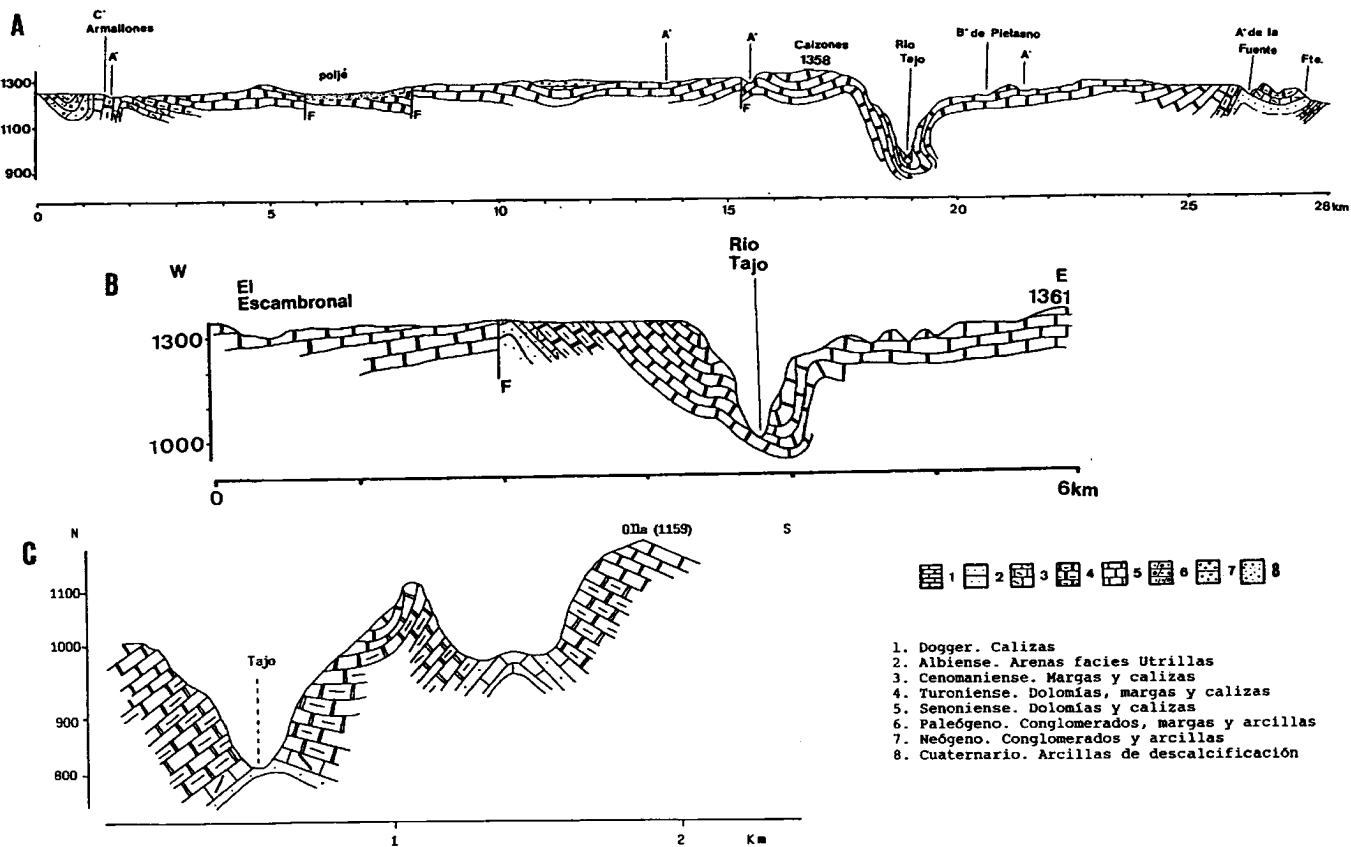 A
C°
Armallones
A°
poljé
A°
A°
Calzones
1358
Rio
Tajo
B° de Pielasno
A°
A° de la
Fuente
Fte.
1300
1100
900
F
F
F
0
5
10
15
20
25
28km
B
W
El
Escambronal
Rio
Tajo
E
1361
1300
1000
F
0
6km
C
N
Olla (1159)
S
1100
1000
900
800
Tajo
1
2
Km
1 2 3 4 5 6 7 8
1. Dogger. Calizas
2. Albiense. Arenas facies Utrillas
3. Cenomaniense. Margas y calizas
4. Turoniense. Dolomías, margas y calizas
5. Senoniense. Dolomías y calizas
6. Paleógeno. Conglomerados, margas y arcillas
7. Neógeno. Conglomerados y arcillas
8. Cuaternario. Arcillas de descalcificación